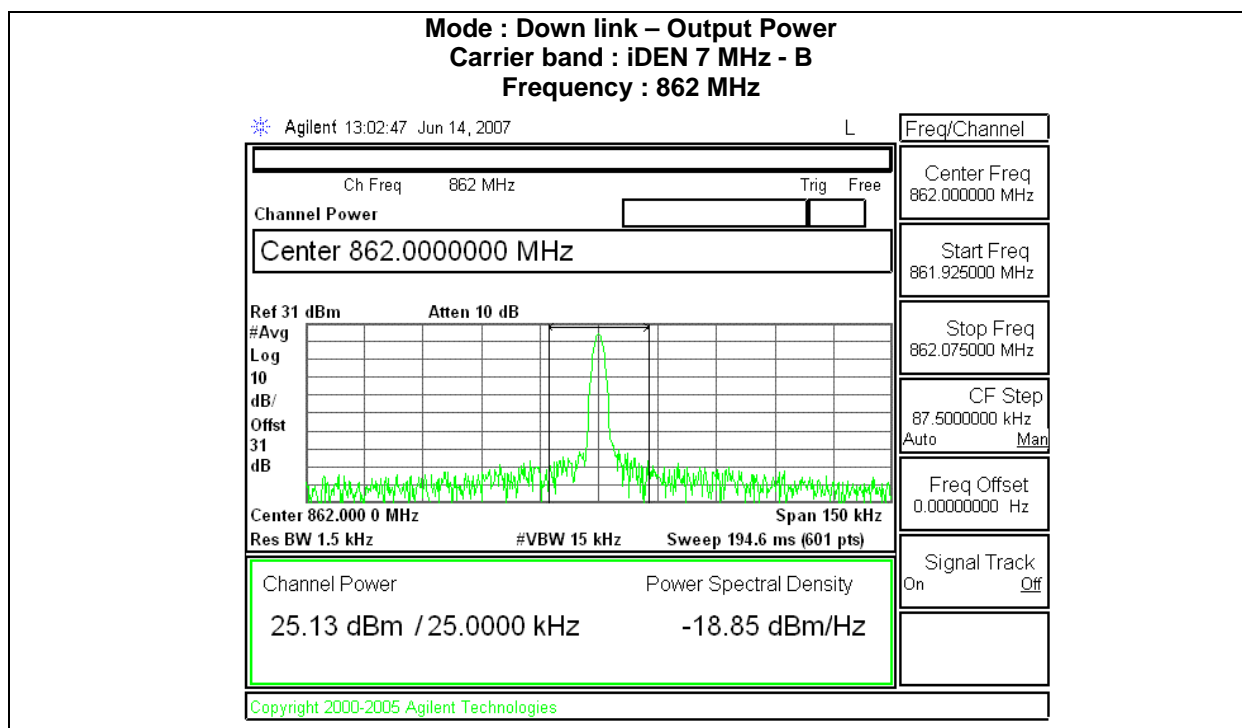 Mode : Down link – Output Power
Carrier band : iDEN 7 MHz - B
Frequency : 862 MHz
Agilent 13:02:47 Jun 14, 2007 L
Freq/Channel
Ch Freq 862 MHz Trig Free
Channel Power
Center 862.0000000 MHz
Ref 31 dBm Atten 10 dB
#Avg
Log
10
dB/
Offst
31
dB
Center 862.000 0 MHz Span 150 kHz
Res BW 1.5 kHz #VBW 15 kHz Sweep 194.6 ms (601 pts)
Channel Power Power Spectral Density
25.13 dBm / 25.0000 kHz -18.85 dBm/Hz
Center Freq
862.000000 MHz
Start Freq
861.925000 MHz
Stop Freq
862.075000 MHz
CF Step
87.5000000 kHz
Auto Man
Freq Offset
0.00000000 Hz
Signal Track
On Off
Copyright 2000-2005 Agilent Technologies